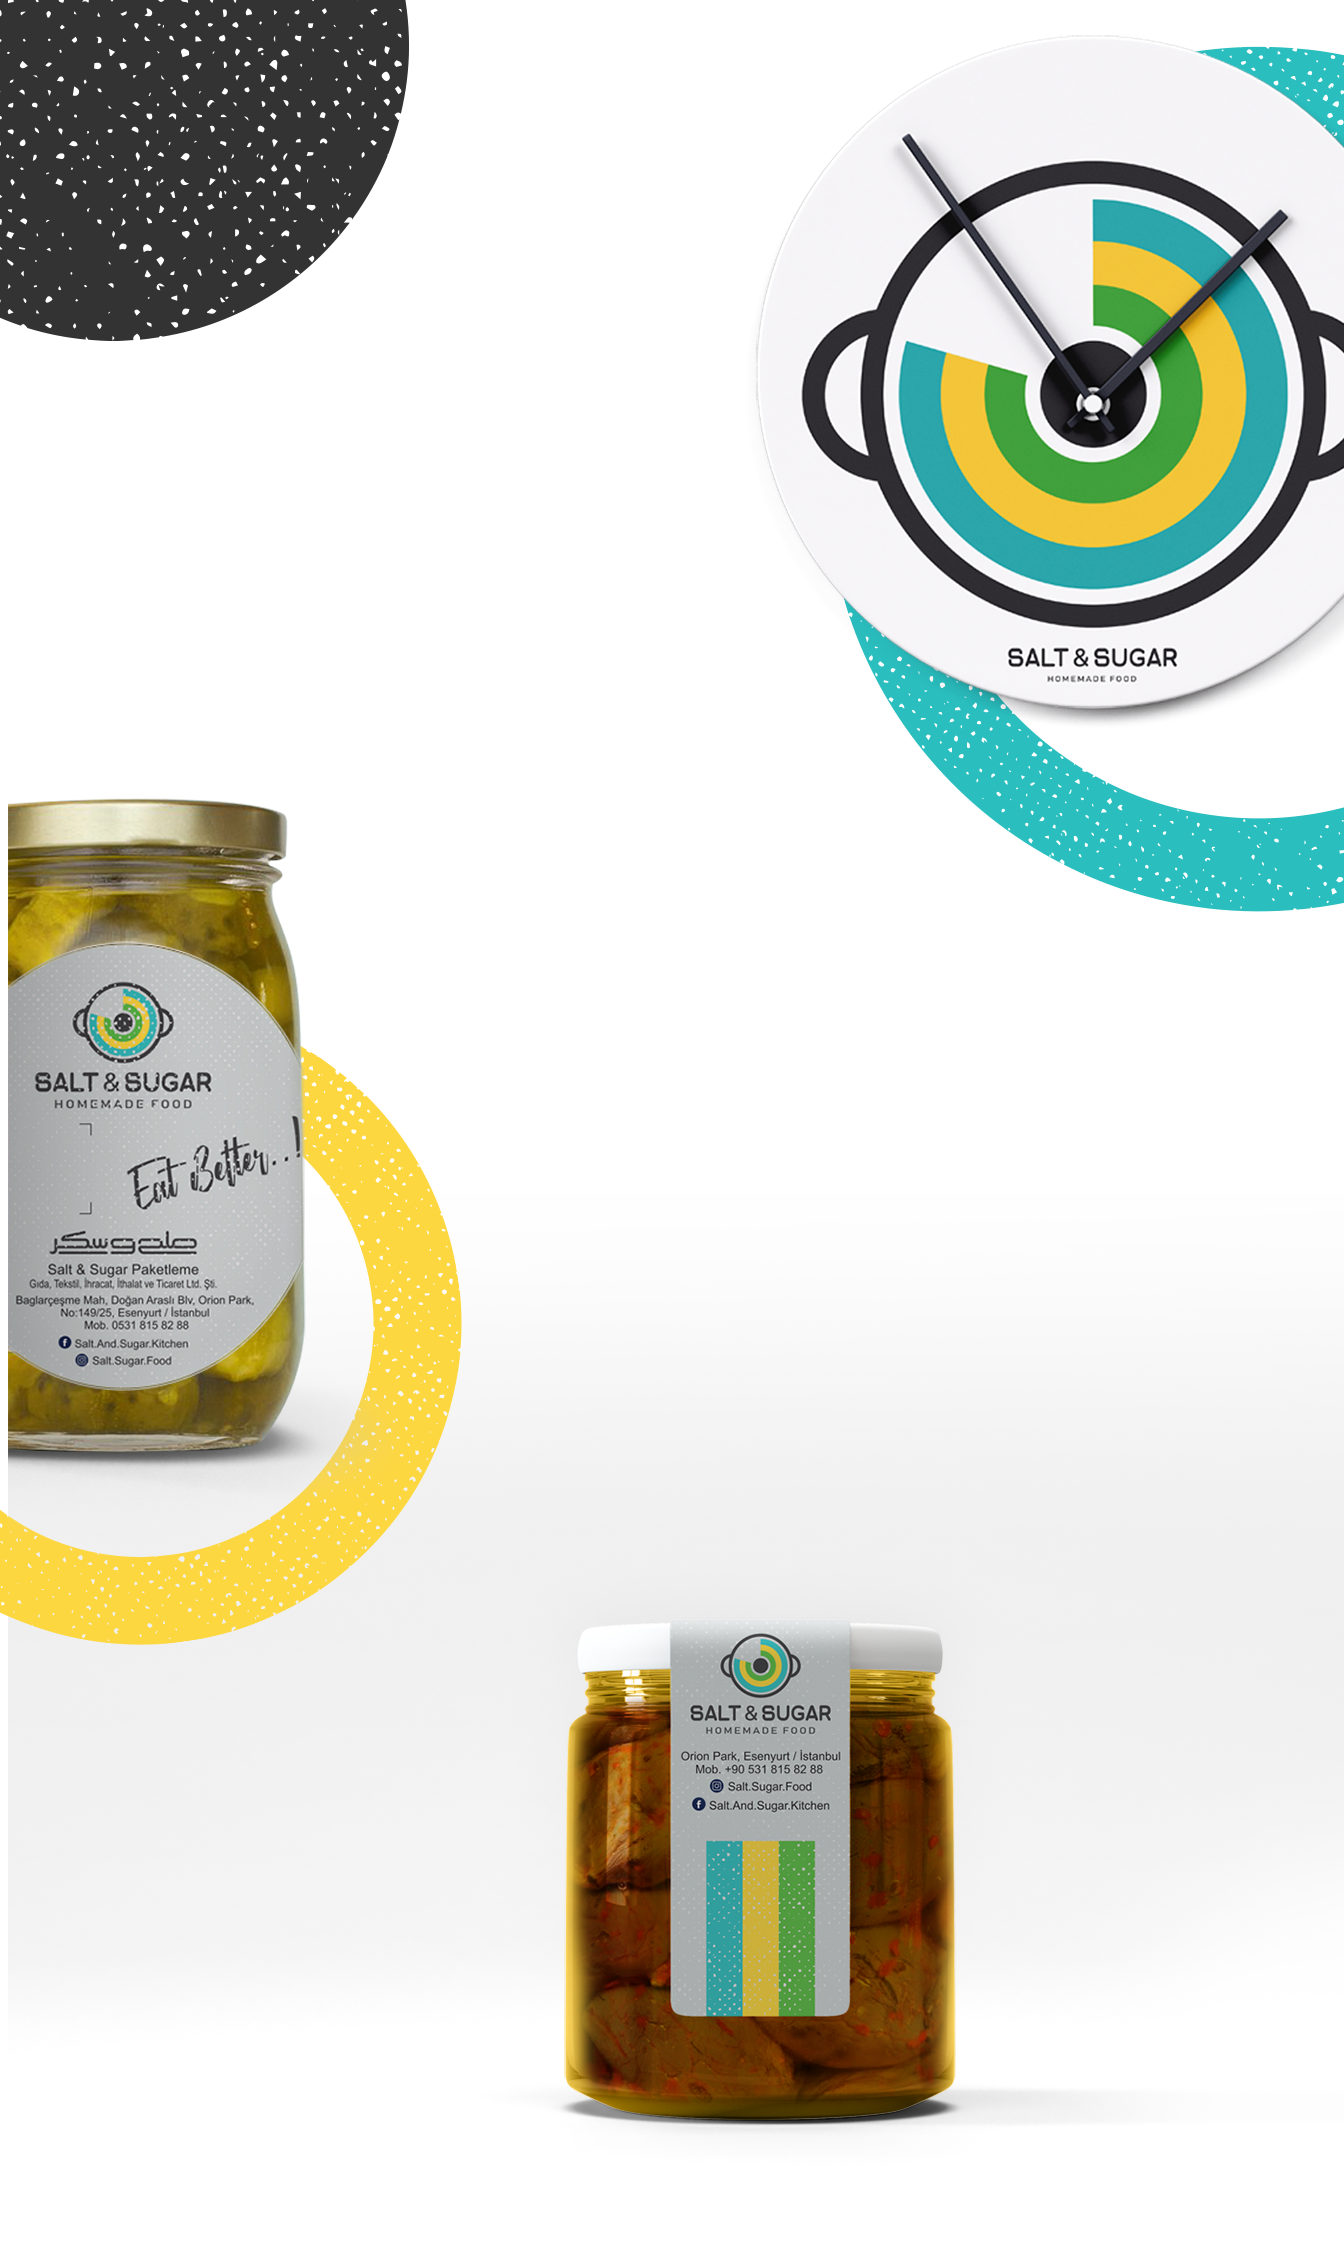 SALT & SUGAR
HOMEMADE FOOD
SALT & SUGAR
HOMEMADE FOOD
Eat Better..!
ملح و سكر
Salt & Sugar Paketleme
Gıda, Tekstil, İhracat, İthalat ve Ticaret Ltd. Şti.
Baglarçeşme Mah, Doğan Araslı Blv, Orion Park,
No:149/25, Esenyurt / İstanbul
Mob. 0531 815 82 88
Salt.And.Sugar.Kitchen
Salt.Sugar.Food
SALT & SUGAR
HOMEMADE FOOD
Orion Park, Esenyurt / İstanbul
Mob. +90 531 815 82 88
Salt.Sugar.Food
Salt.And.Sugar.Kitchen